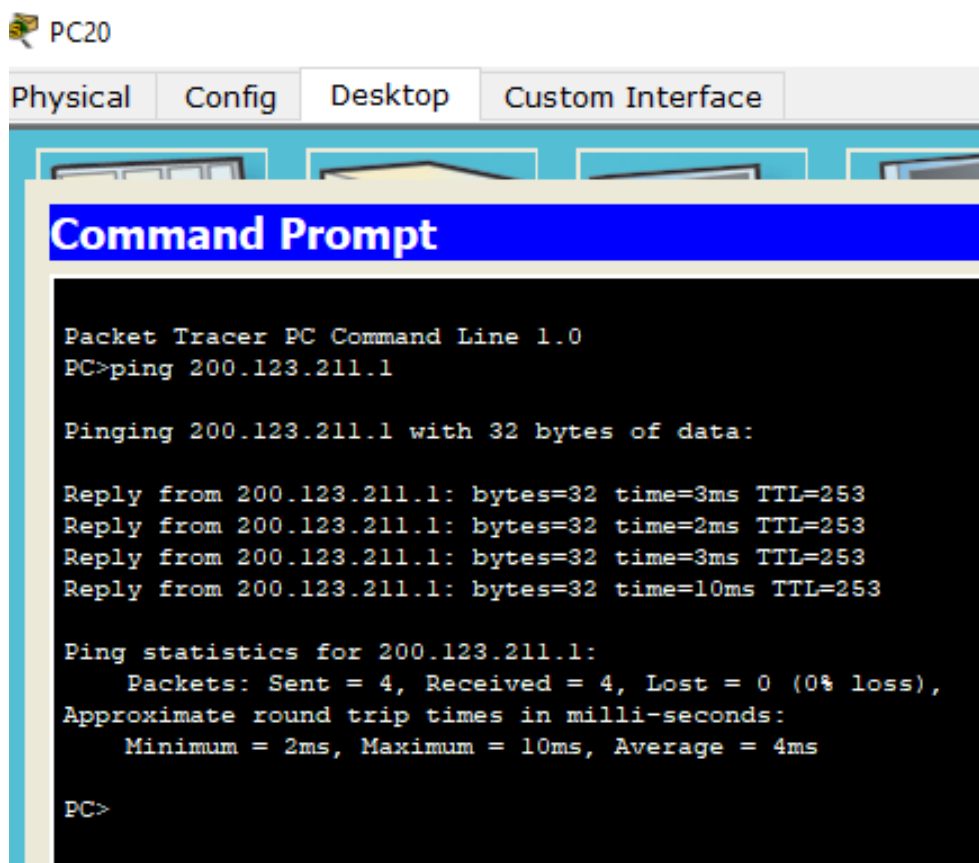 PC20
Physical Config Desktop Custom Interface
Command Prompt
Packet Tracer PC Command Line 1.0
PC>ping 200.123.211.1
Pinging 200.123.211.1 with 32 bytes of data:
Reply from 200.123.211.1: bytes=32 time=3ms TTL=253
Reply from 200.123.211.1: bytes=32 time=2ms TTL=253
Reply from 200.123.211.1: bytes=32 time=3ms TTL=253
Reply from 200.123.211.1: bytes=32 time=10ms TTL=253
Ping statistics for 200.123.211.1:
    Packets: Sent = 4, Received = 4, Lost = 0 (0% loss),
Approximate round trip times in milli-seconds:
    Minimum = 2ms, Maximum = 10ms, Average = 4ms
PC>